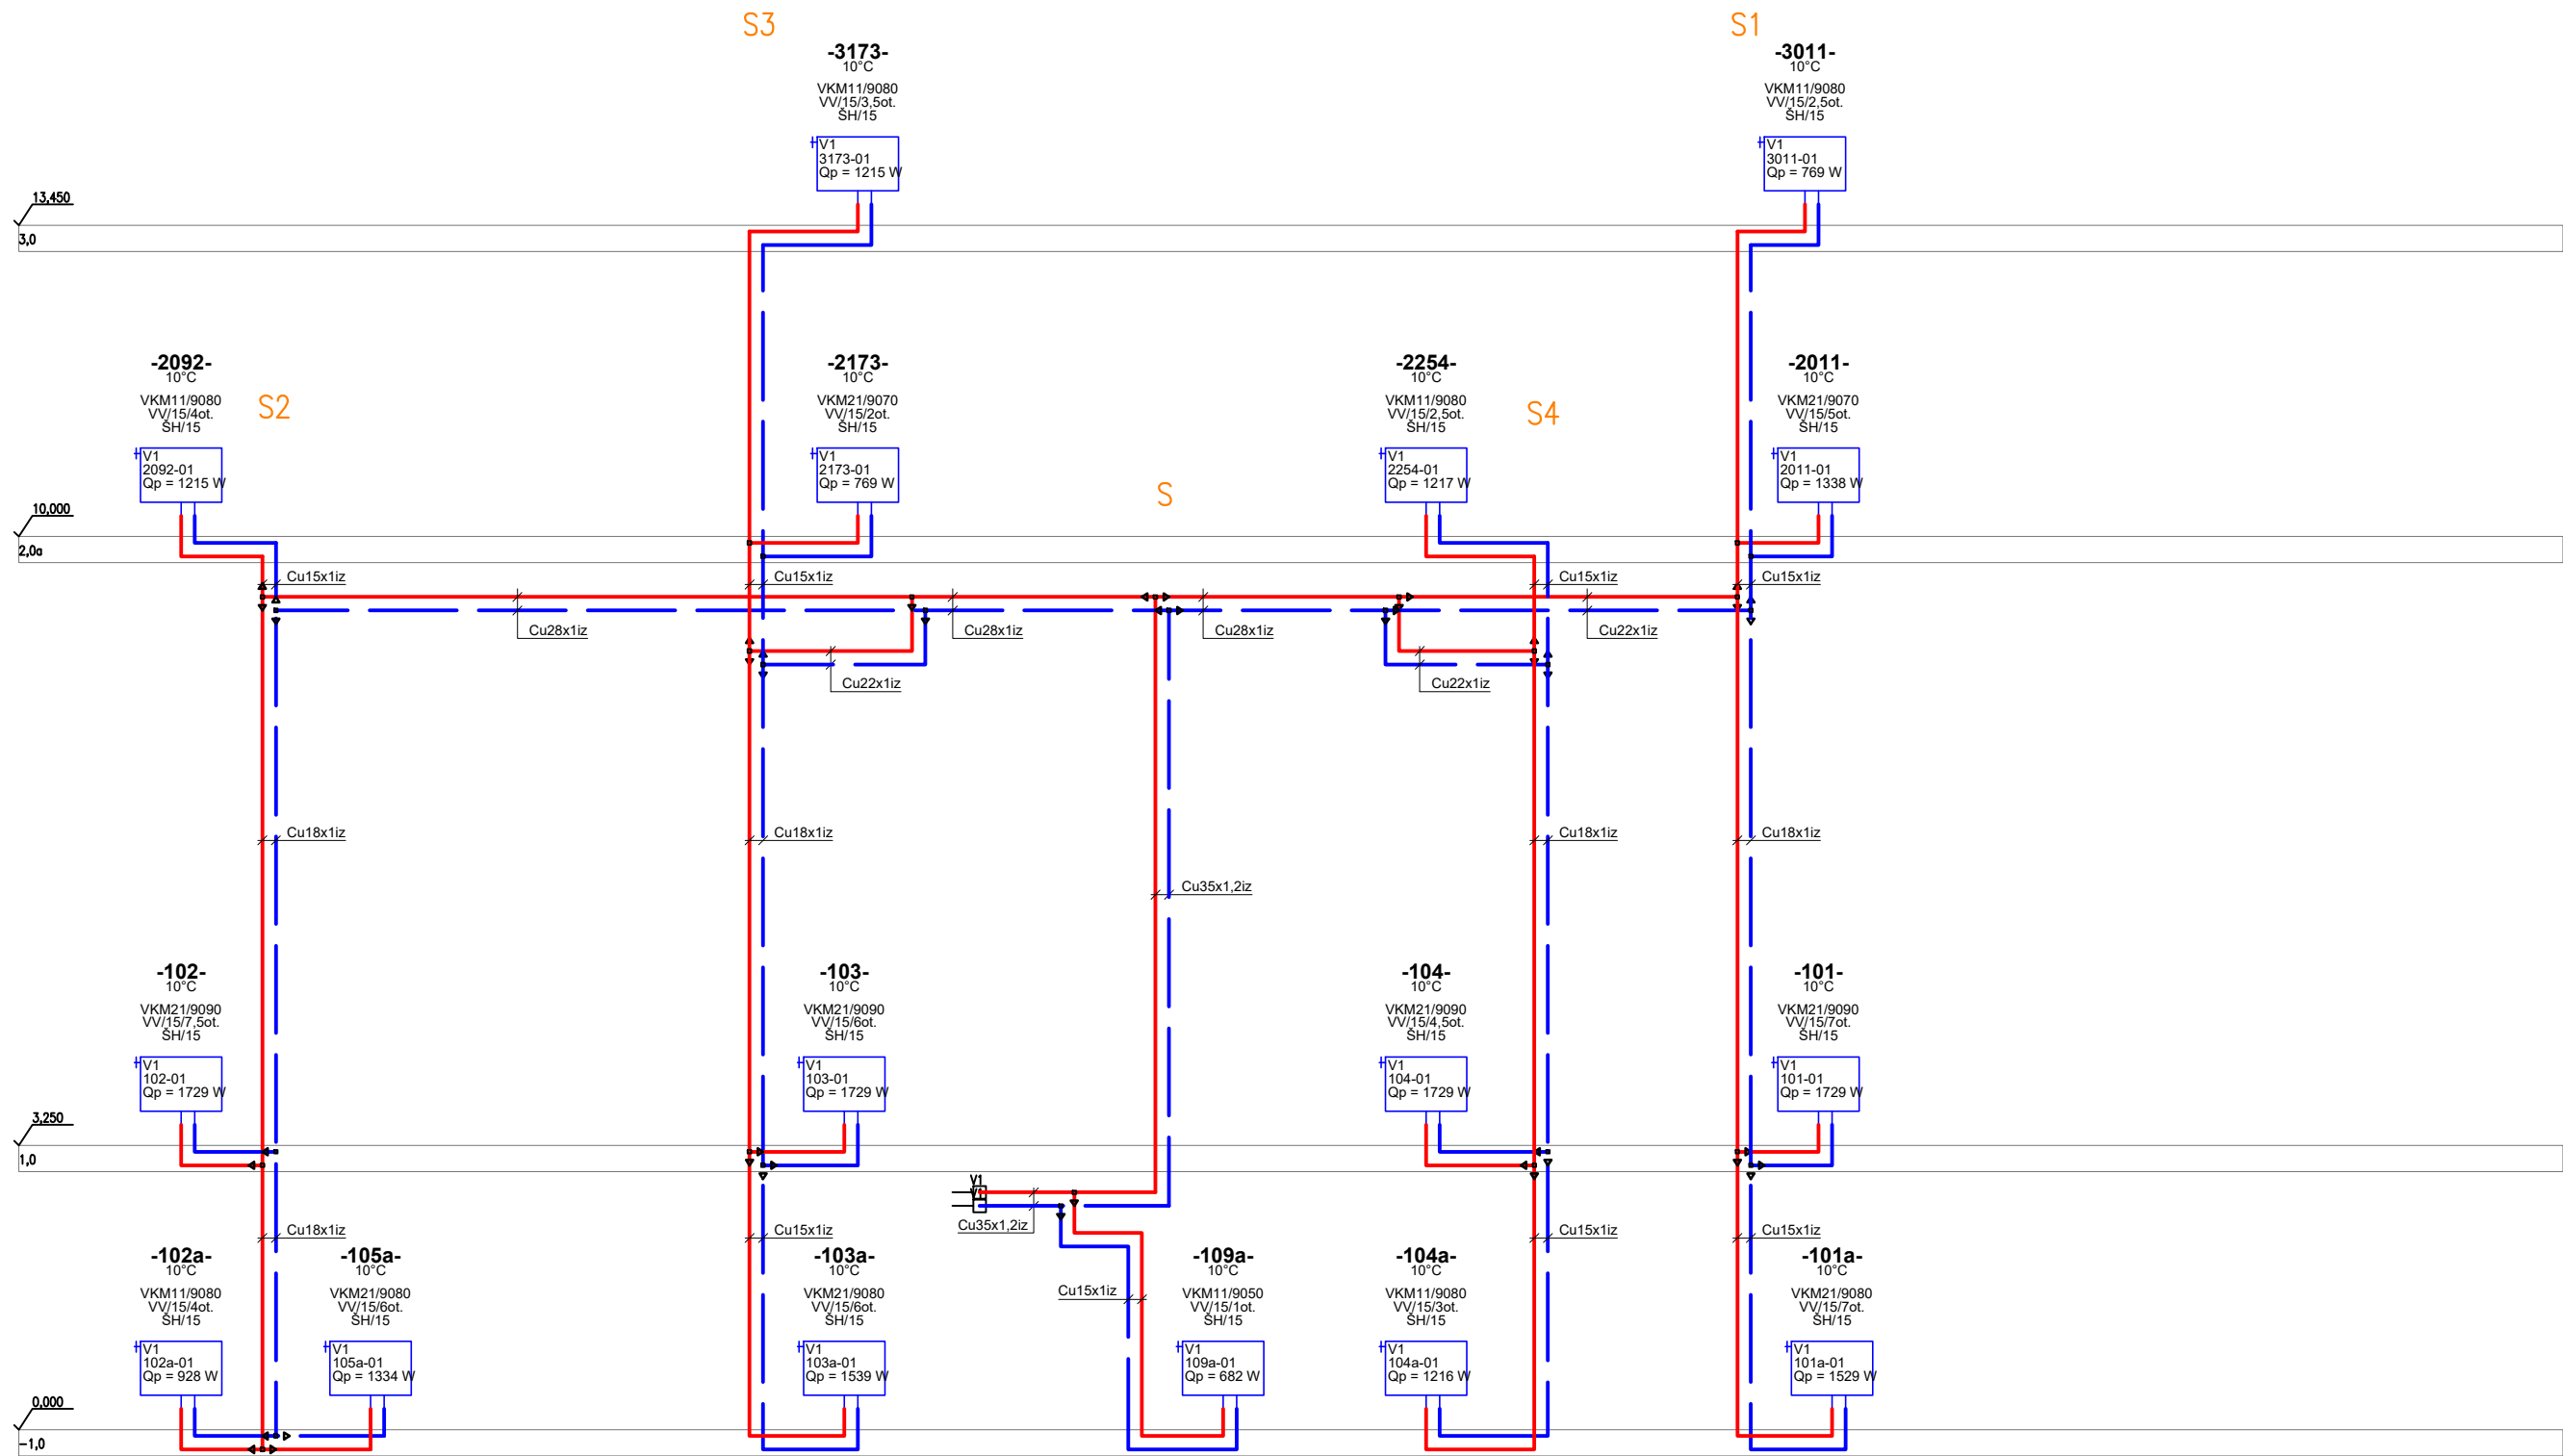 S3
S1
-3173-
10°C
VKM11/9080
VV/15/3,5ot.
ŠH/15
V1
3173-01
Qp = 1215 W
-3011-
10°C
VKM11/9080
VV/15/2,5ot.
ŠH/15
V1
3011-01
Qp = 769 W
13,450
3,0
-2092-
10°C
VKM11/9080
VV/15/4ot.
ŠH/15
V1
2092-01
Qp = 1215 W
S2
-2173-
10°C
VKM21/9070
VV/15/2ot.
ŠH/15
V1
2173-01
Qp = 769 W
S
-2254-
10°C
VKM11/9080
VV/15/2,5ot.
ŠH/15
V1
2254-01
Qp = 1217 W
S4
-2011-
10°C
VKM21/9070
VV/15/5ot.
ŠH/15
V1
2011-01
Qp = 1338 W
10,000
2,0a
Cu15x1iz
Cu15x1iz
Cu15x1iz
Cu15x1iz
Cu28x1iz
Cu28x1iz
Cu28x1iz
Cu22x1iz
Cu22x1iz
Cu22x1iz
Cu18x1iz
Cu18x1iz
Cu18x1iz
Cu18x1iz
Cu35x1,2iz
-102-
10°C
VKM21/9090
VV/15/7,5ot.
ŠH/15
V1
102-01
Qp = 1729 W
-103-
10°C
VKM21/9090
VV/15/6ot.
ŠH/15
V1
103-01
Qp = 1729 W
-104-
10°C
VKM21/9090
VV/15/4,5ot.
ŠH/15
V1
104-01
Qp = 1729 W
-101-
10°C
VKM21/9090
VV/15/7ot.
ŠH/15
V1
101-01
Qp = 1729 W
3,250
1,0
V1
V1
Cu35x1,2iz
Cu18x1iz
Cu15x1iz
Cu15x1iz
Cu15x1iz
Cu15x1iz
-102a-
10°C
VKM11/9080
VV/15/4ot.
ŠH/15
V1
102a-01
Qp = 928 W
-105a-
10°C
VKM21/9080
VV/15/6ot.
ŠH/15
V1
105a-01
Qp = 1334 W
-103a-
10°C
VKM21/9080
VV/15/6ot.
ŠH/15
V1
103a-01
Qp = 1539 W
-109a-
10°C
VKM11/9050
VV/15/1ot.
ŠH/15
V1
109a-01
Qp = 682 W
-104a-
10°C
VKM11/9080
VV/15/3ot.
ŠH/15
V1
104a-01
Qp = 1216 W
-101a-
10°C
VKM21/9080
VV/15/7ot.
ŠH/15
V1
101a-01
Qp = 1529 W
0,000
-1,0